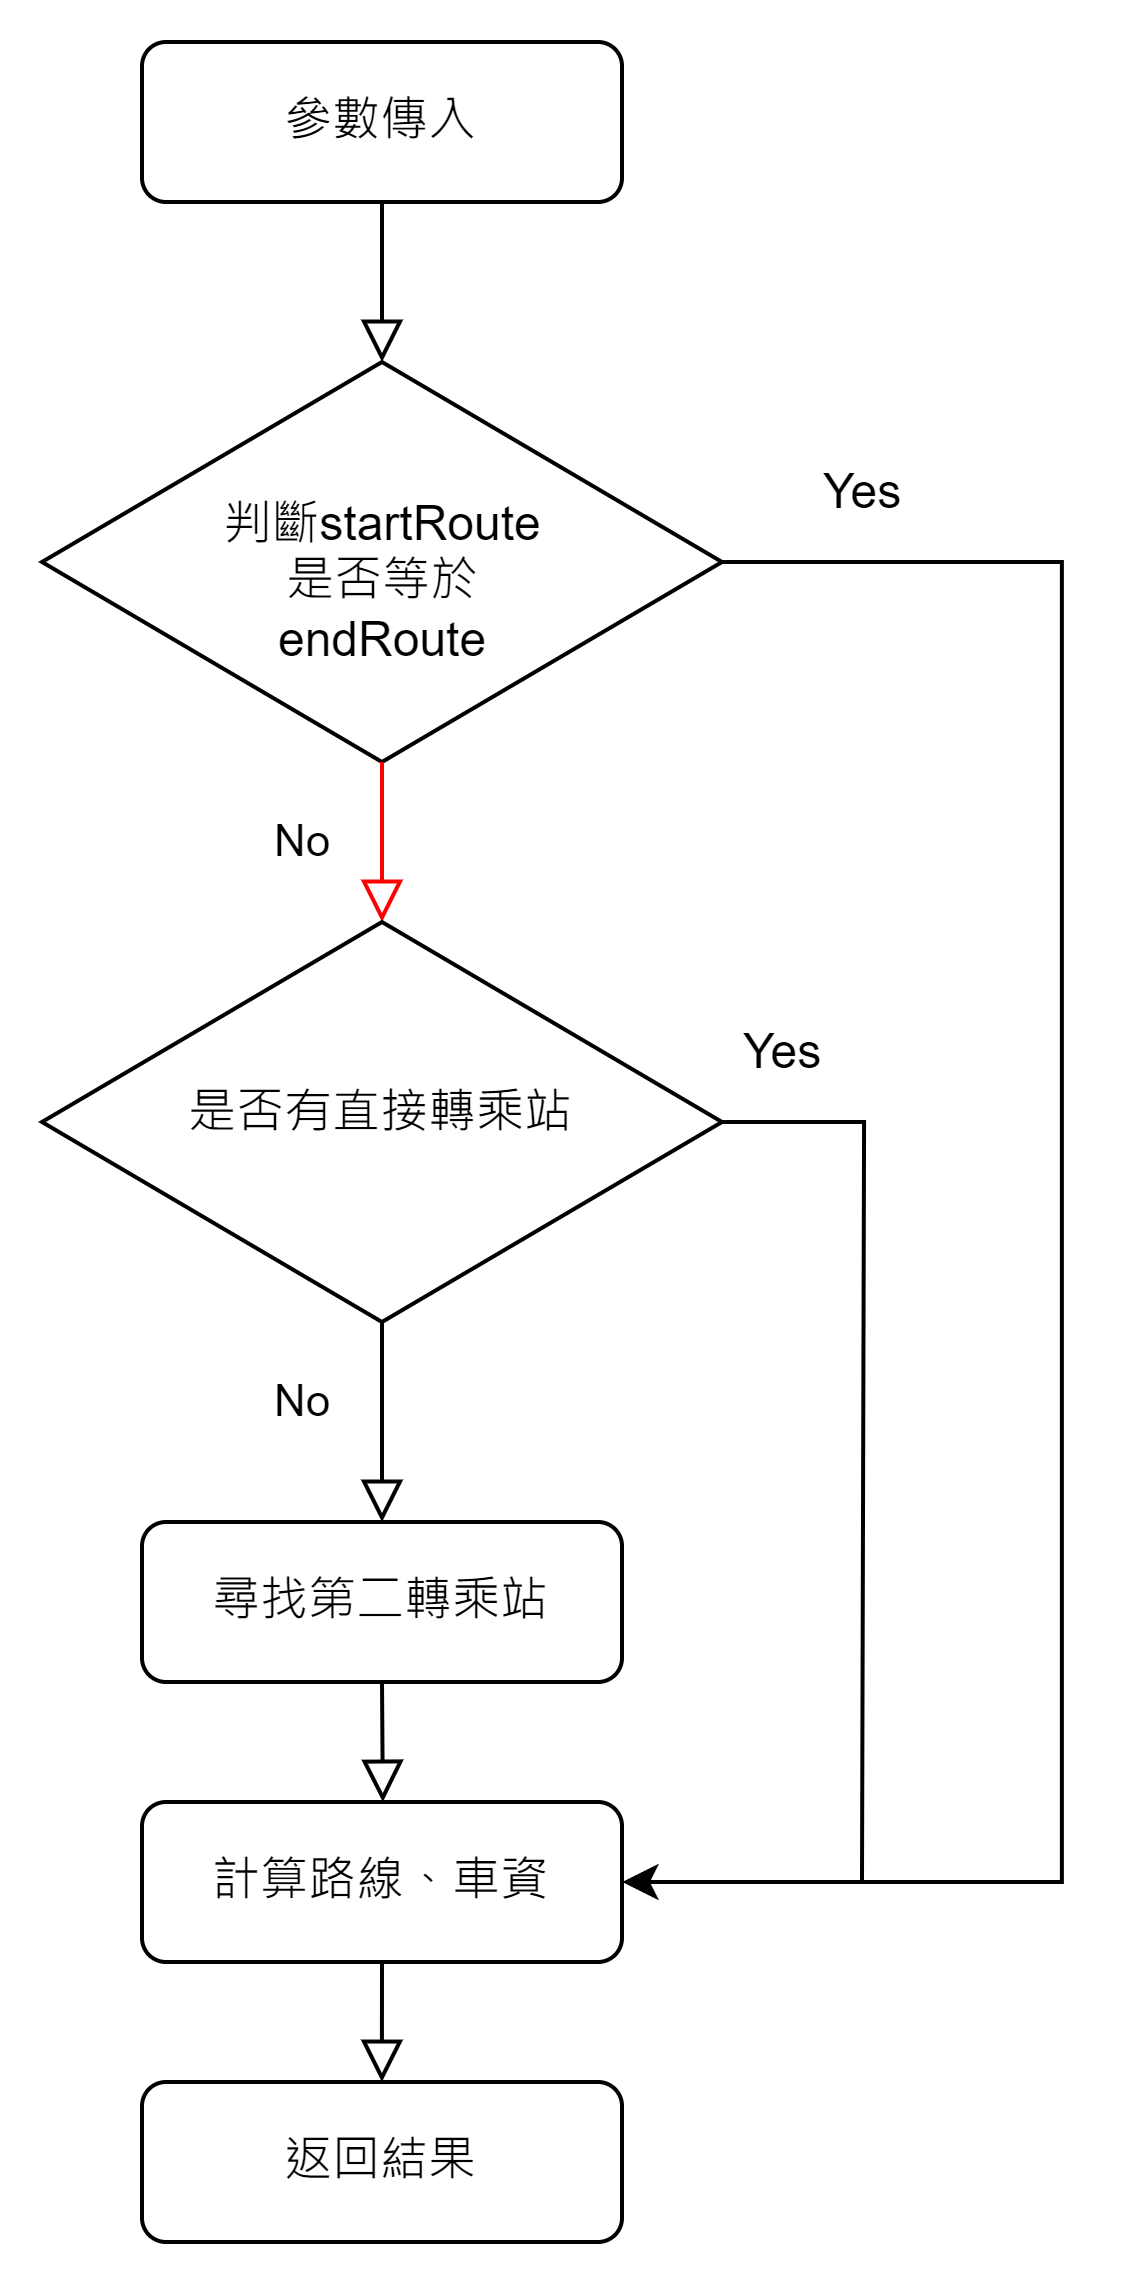 參數傳入
判斷startRoute
是否等於
endRoute
Yes
No
是否有直接轉乘站
Yes
No
尋找第二轉乘站
計算路線、車資
返回結果